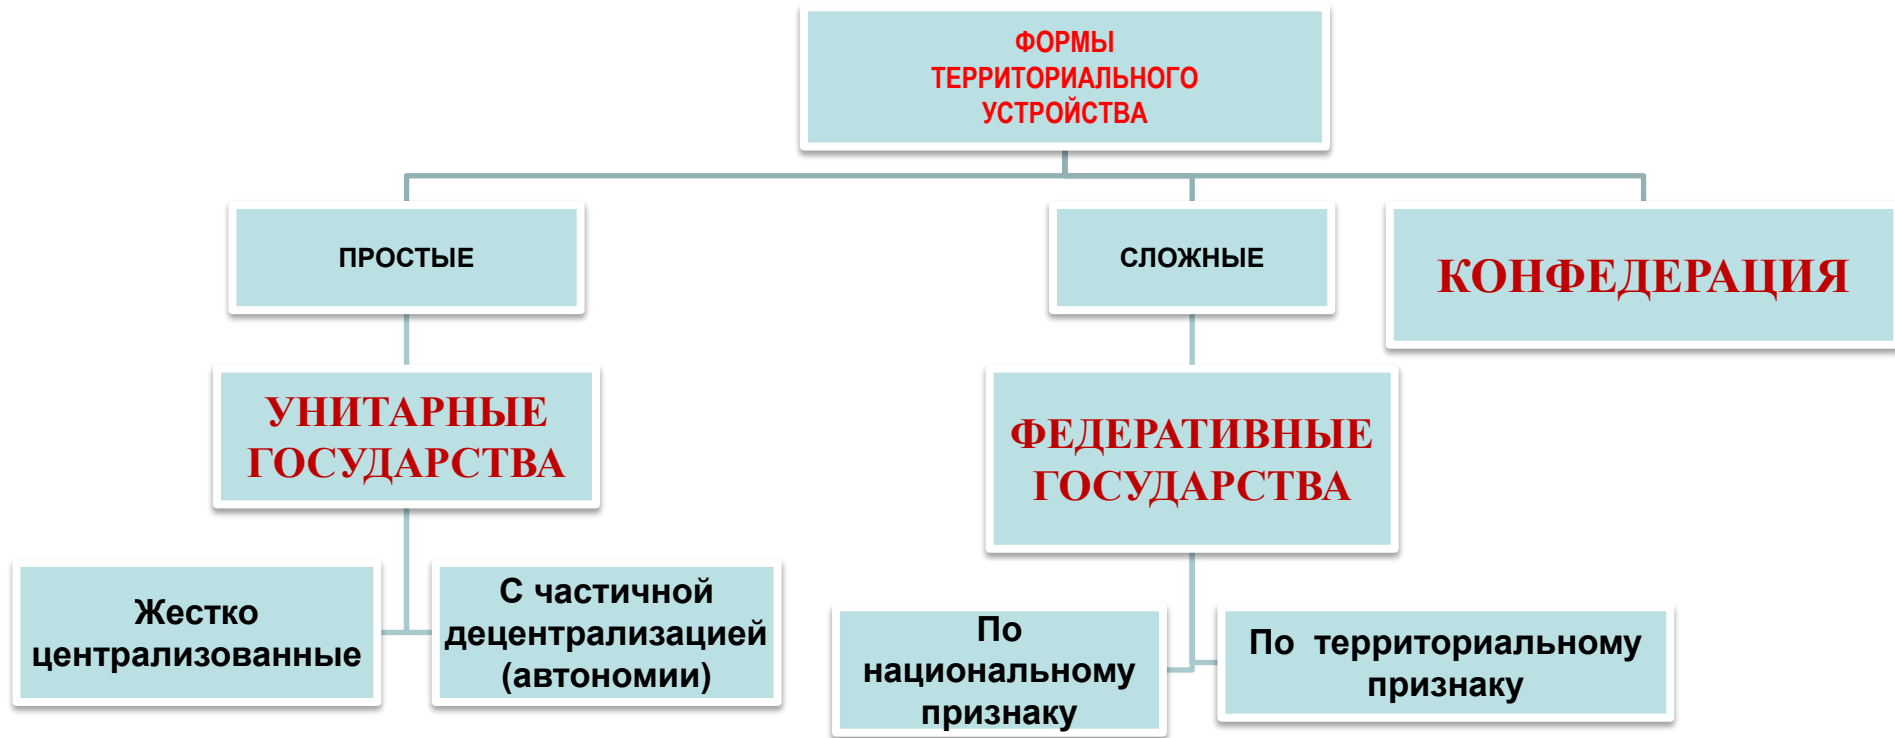 ФОРМЫ
ТЕРРИТОРИАЛЬНОГО
УСТРОЙСТВА
ПРОСТЫЕ
СЛОЖНЫЕ
КОНФЕДЕРАЦИЯ
УНИТАРНЫЕ
ГОСУДАРСТВА
ФЕДЕРАТИВНЫЕ
ГОСУДАРСТВА
Жестко
централизованные
С частичной
децентрализацией
(автономии)
По
национальному
признаку
По территориальному
признаку